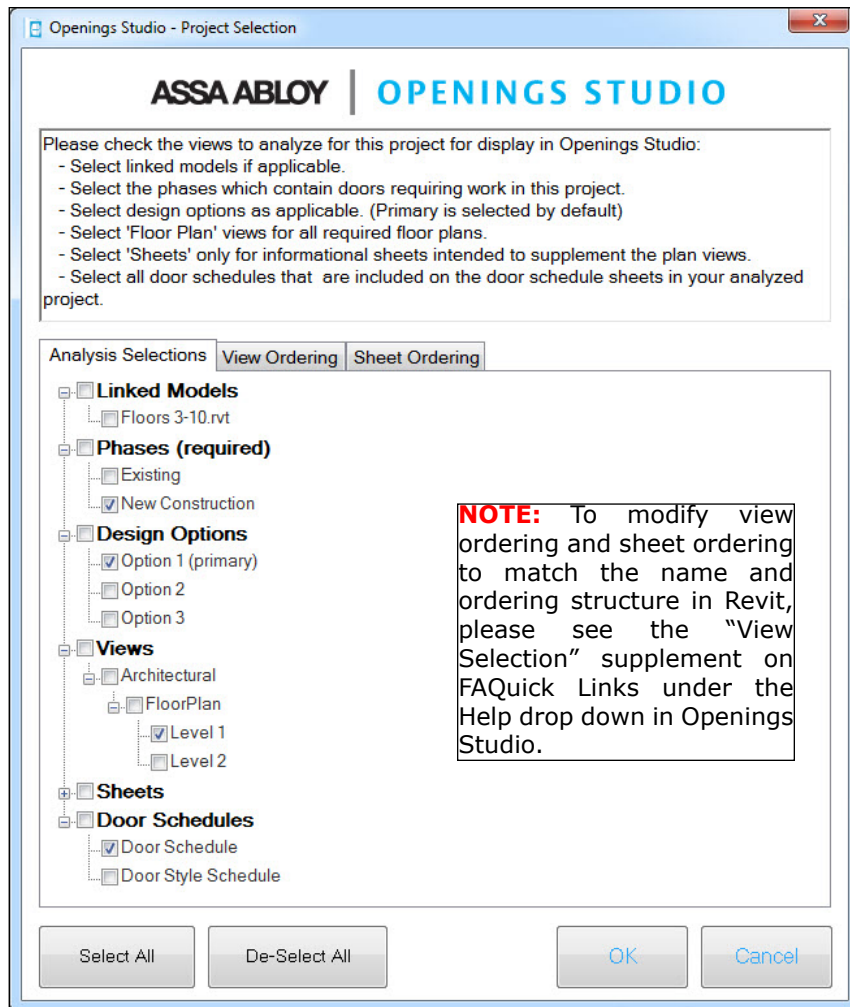 Openings Studio - Project Selection
x
ASSA ABLOY | OPENINGS STUDIO
Please check the views to analyze for this project for display in Openings Studio:
- Select linked models if applicable.
- Select the phases which contain doors requiring work in this project.
- Select design options as applicable. (Primary is selected by default)
- Select 'Floor Plan' views for all required floor plans.
- Select 'Sheets' only for informational sheets intended to supplement the plan views.
- Select all door schedules that are included on the door schedule sheets in your analyzed
project.
Analysis Selections View Ordering Sheet Ordering
Linked Models
Floors 3-10.rvt
Phases (required)
Existing
New Construction
Design Options
Option 1 (primary)
Option 2
Option 3
Views
Architectural
FloorPlan
Level 1
Level 2
Sheets
Door Schedules
Door Schedule
Door Style Schedule
NOTE: To modify view
ordering and sheet ordering
to match the name and
ordering structure in Revit,
please see the “View
Selection” supplement on
FAQuick Links under the
Help drop down in Openings
Studio.
Select All De-Select All OK Cancel